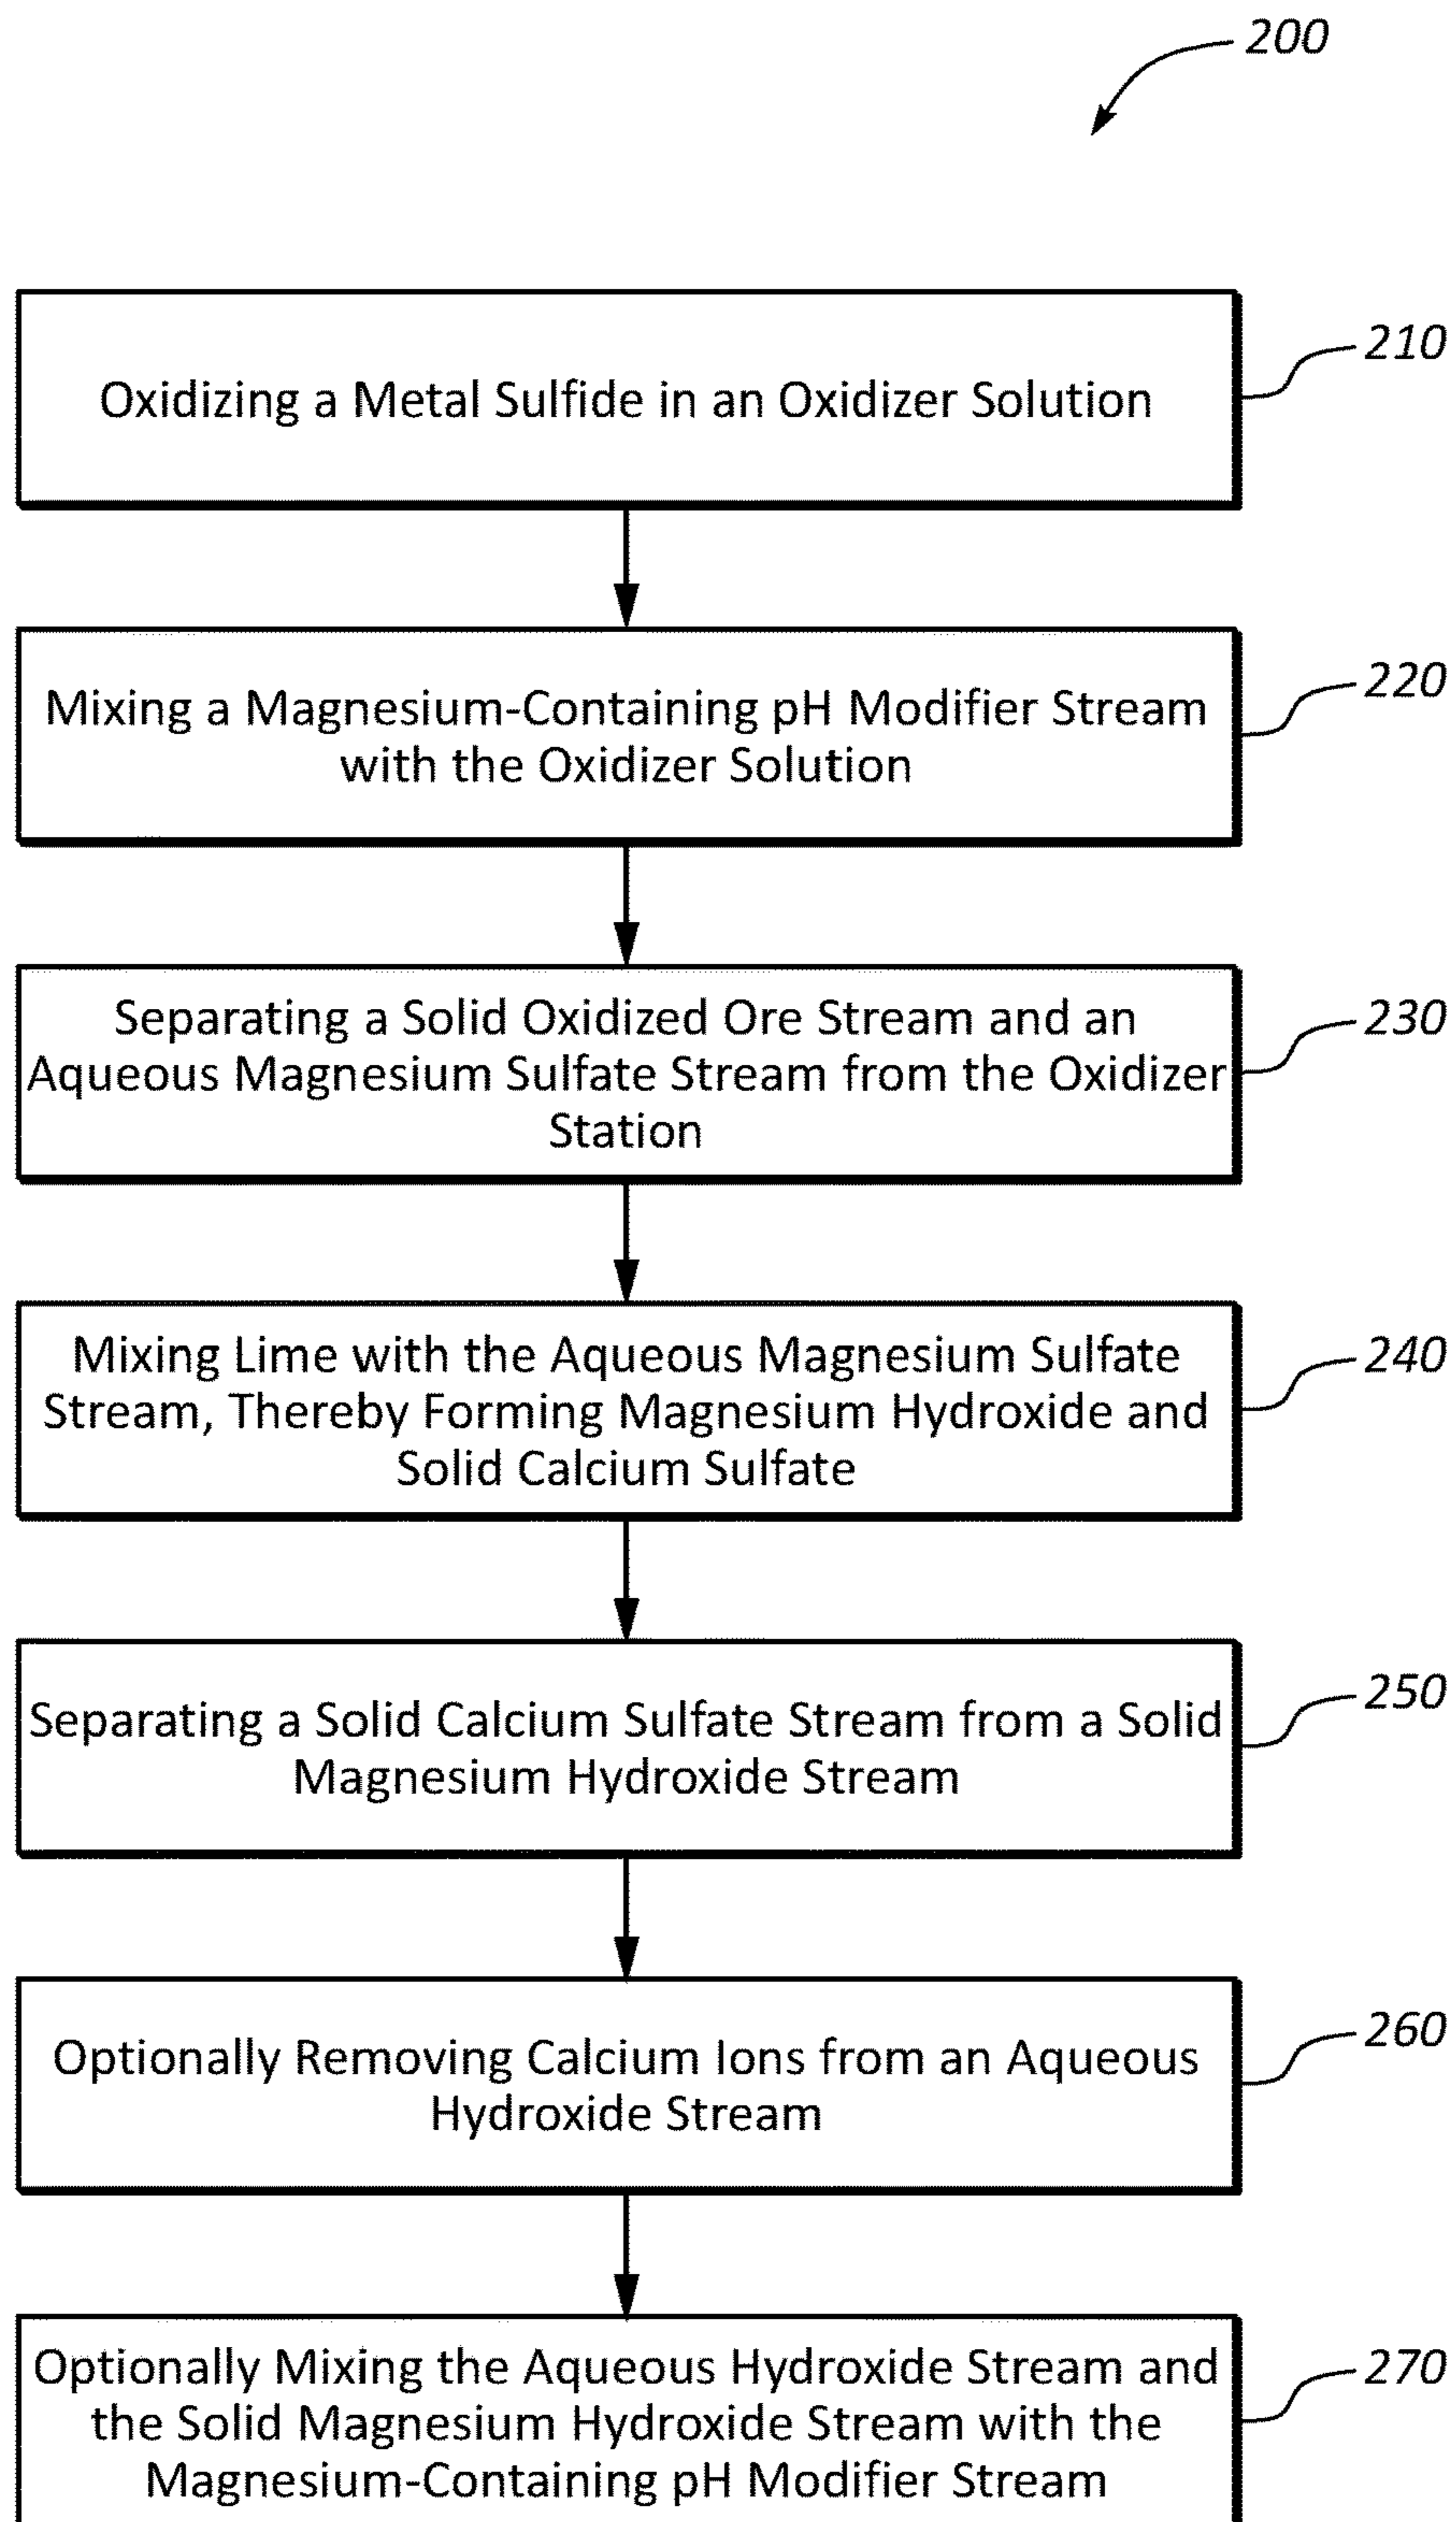 200
Oxidizing a Metal Sulfide in an Oxidizer Solution
210
Mixing a Magnesium-Containing pH Modifier Stream
with the Oxidizer Solution
220
Separating a Solid Oxidized Ore Stream and an
Aqueous Magnesium Sulfate Stream from the Oxidizer
Station
230
Mixing Lime with the Aqueous Magnesium Sulfate
Stream, Thereby Forming Magnesium Hydroxide and
Solid Calcium Sulfate
240
Separating a Solid Calcium Sulfate Stream from a Solid
Magnesium Hydroxide Stream
250
Optionally Removing Calcium Ions from an Aqueous
Hydroxide Stream
260
Optionally Mixing the Aqueous Hydroxide Stream and
the Solid Magnesium Hydroxide Stream with the
Magnesium-Containing pH Modifier Stream
270